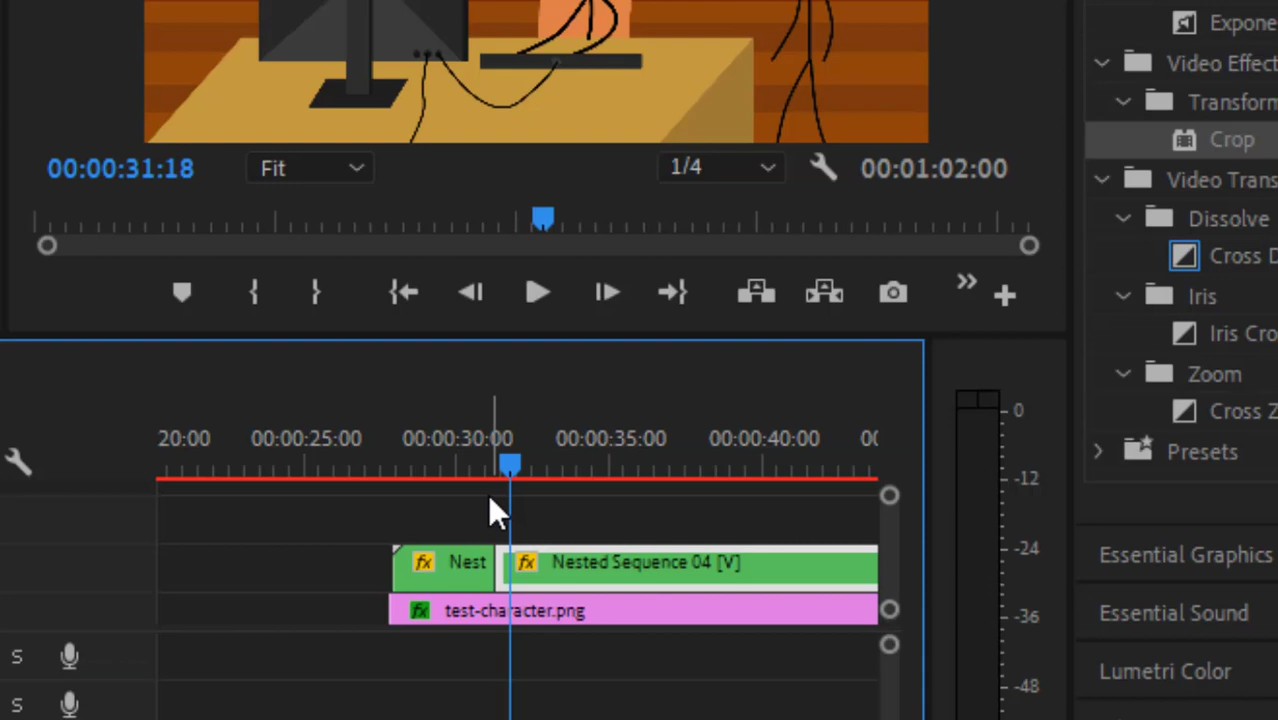 Expone
Video Effect
Transform
Crop
00:00:31:18
Fit
1/4
00:01:02:00
Video Trans
Dissolve
Cross D
Iris
Iris Cro
Zoom
Cross Z
Presets
20:00 00:00:25:00 00:00:30:00 00:00:35:00 00:00:40:00 00
0
-12
-24
-36
-48
fx Nest
fx Nested Sequence 04 [V]
fx test-character.png
S
S
Essential Graphics
Essential Sound
Lumetri Color